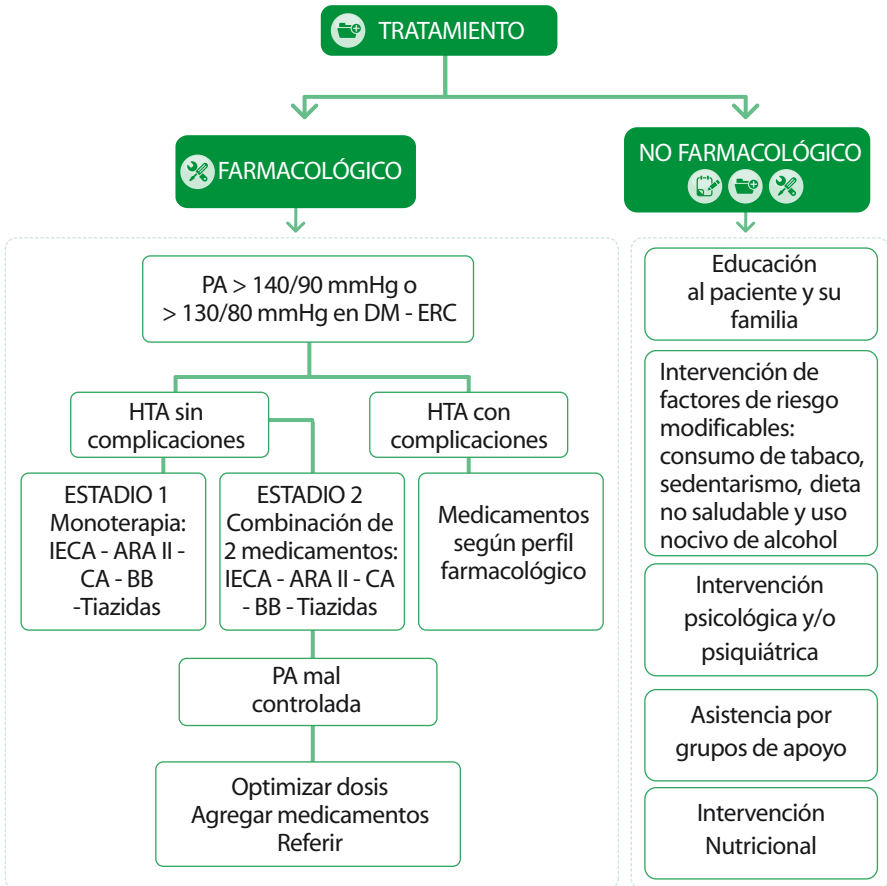 TRATAMIENTO
FARMACOLÓGICO
NO FARMACOLÓGICO
PA > 140/90 mmHg o
> 130/80 mmHg en DM - ERC
HTA sin
complicaciones
HTA con
complicaciones
ESTADIO 1
Monoterapia:
IECA - ARA II -
CA - BB
-Tiazidas
ESTADIO 2
Combinación de
2 medicamentos:
IECA - ARA II - CA
- BB - Tiazidas
Medicamentos
según perfil
farmacológico
PA mal
controlada
Optimizar dosis
Agregar medicamentos
Referir
Educación
al paciente y su
familia
Intervención de
factores de riesgo
modificables:
consumo de tabaco,
sedentarismo, dieta
no saludable y uso
nocivo de alcohol
Intervención
psicológica y/o
psiquiátrica
Asistencia por
grupos de apoyo
Intervención
Nutricional